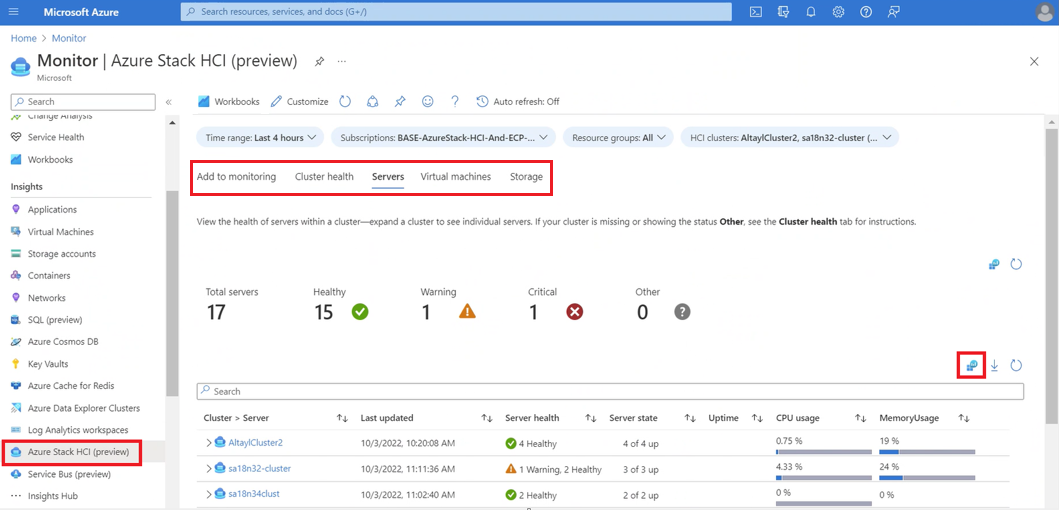 Microsoft Azure
Search resources, services, and docs (G+/)
Home > Monitor
Monitor | Azure Stack HCI (preview)
Microsoft
Search
«
Change Analysis
Service Health
Workbooks
Insights
Applications
Virtual Machines
Storage accounts
Containers
Networks
SQL (preview)
Azure Cosmos DB
Key Vaults
Azure Cache for Redis
Azure Data Explorer Clusters
Log Analytics workspaces
Azure Stack HCI (preview)
Service Bus (preview)
Insights Hub
Workbooks Customize Auto refresh: Off
Time range: Last 4 hours Subscriptions: BASE-AzureStack-HCI-And-ECP-... Resource groups: All HCI clusters: AltaylCluster2, sa18n32-cluster (...
Add to monitoring Cluster health Servers Virtual machines Storage
View the health of servers within a cluster—expand a cluster to see individual servers. If your cluster is missing or showing the status Other, see the Cluster health tab for instructions.
Total servers Healthy Warning Critical Other
17 15 1 1 0
Search
Cluster > Server Last updated Server health Server state Uptime CPU usage MemoryUsage
AltaylCluster2 10/3/2022, 10:20:08 AM 4 Healthy 4 of 4 up 0.75 % 19 %
sa18n32-cluster 10/3/2022, 11:11:36 AM 1 Warning, 2 Healthy 3 of 3 up 4.33 % 24 %
sa18n34clust 10/3/2022, 11:02:40 AM 2 Healthy 2 of 2 up 0 % 0 %